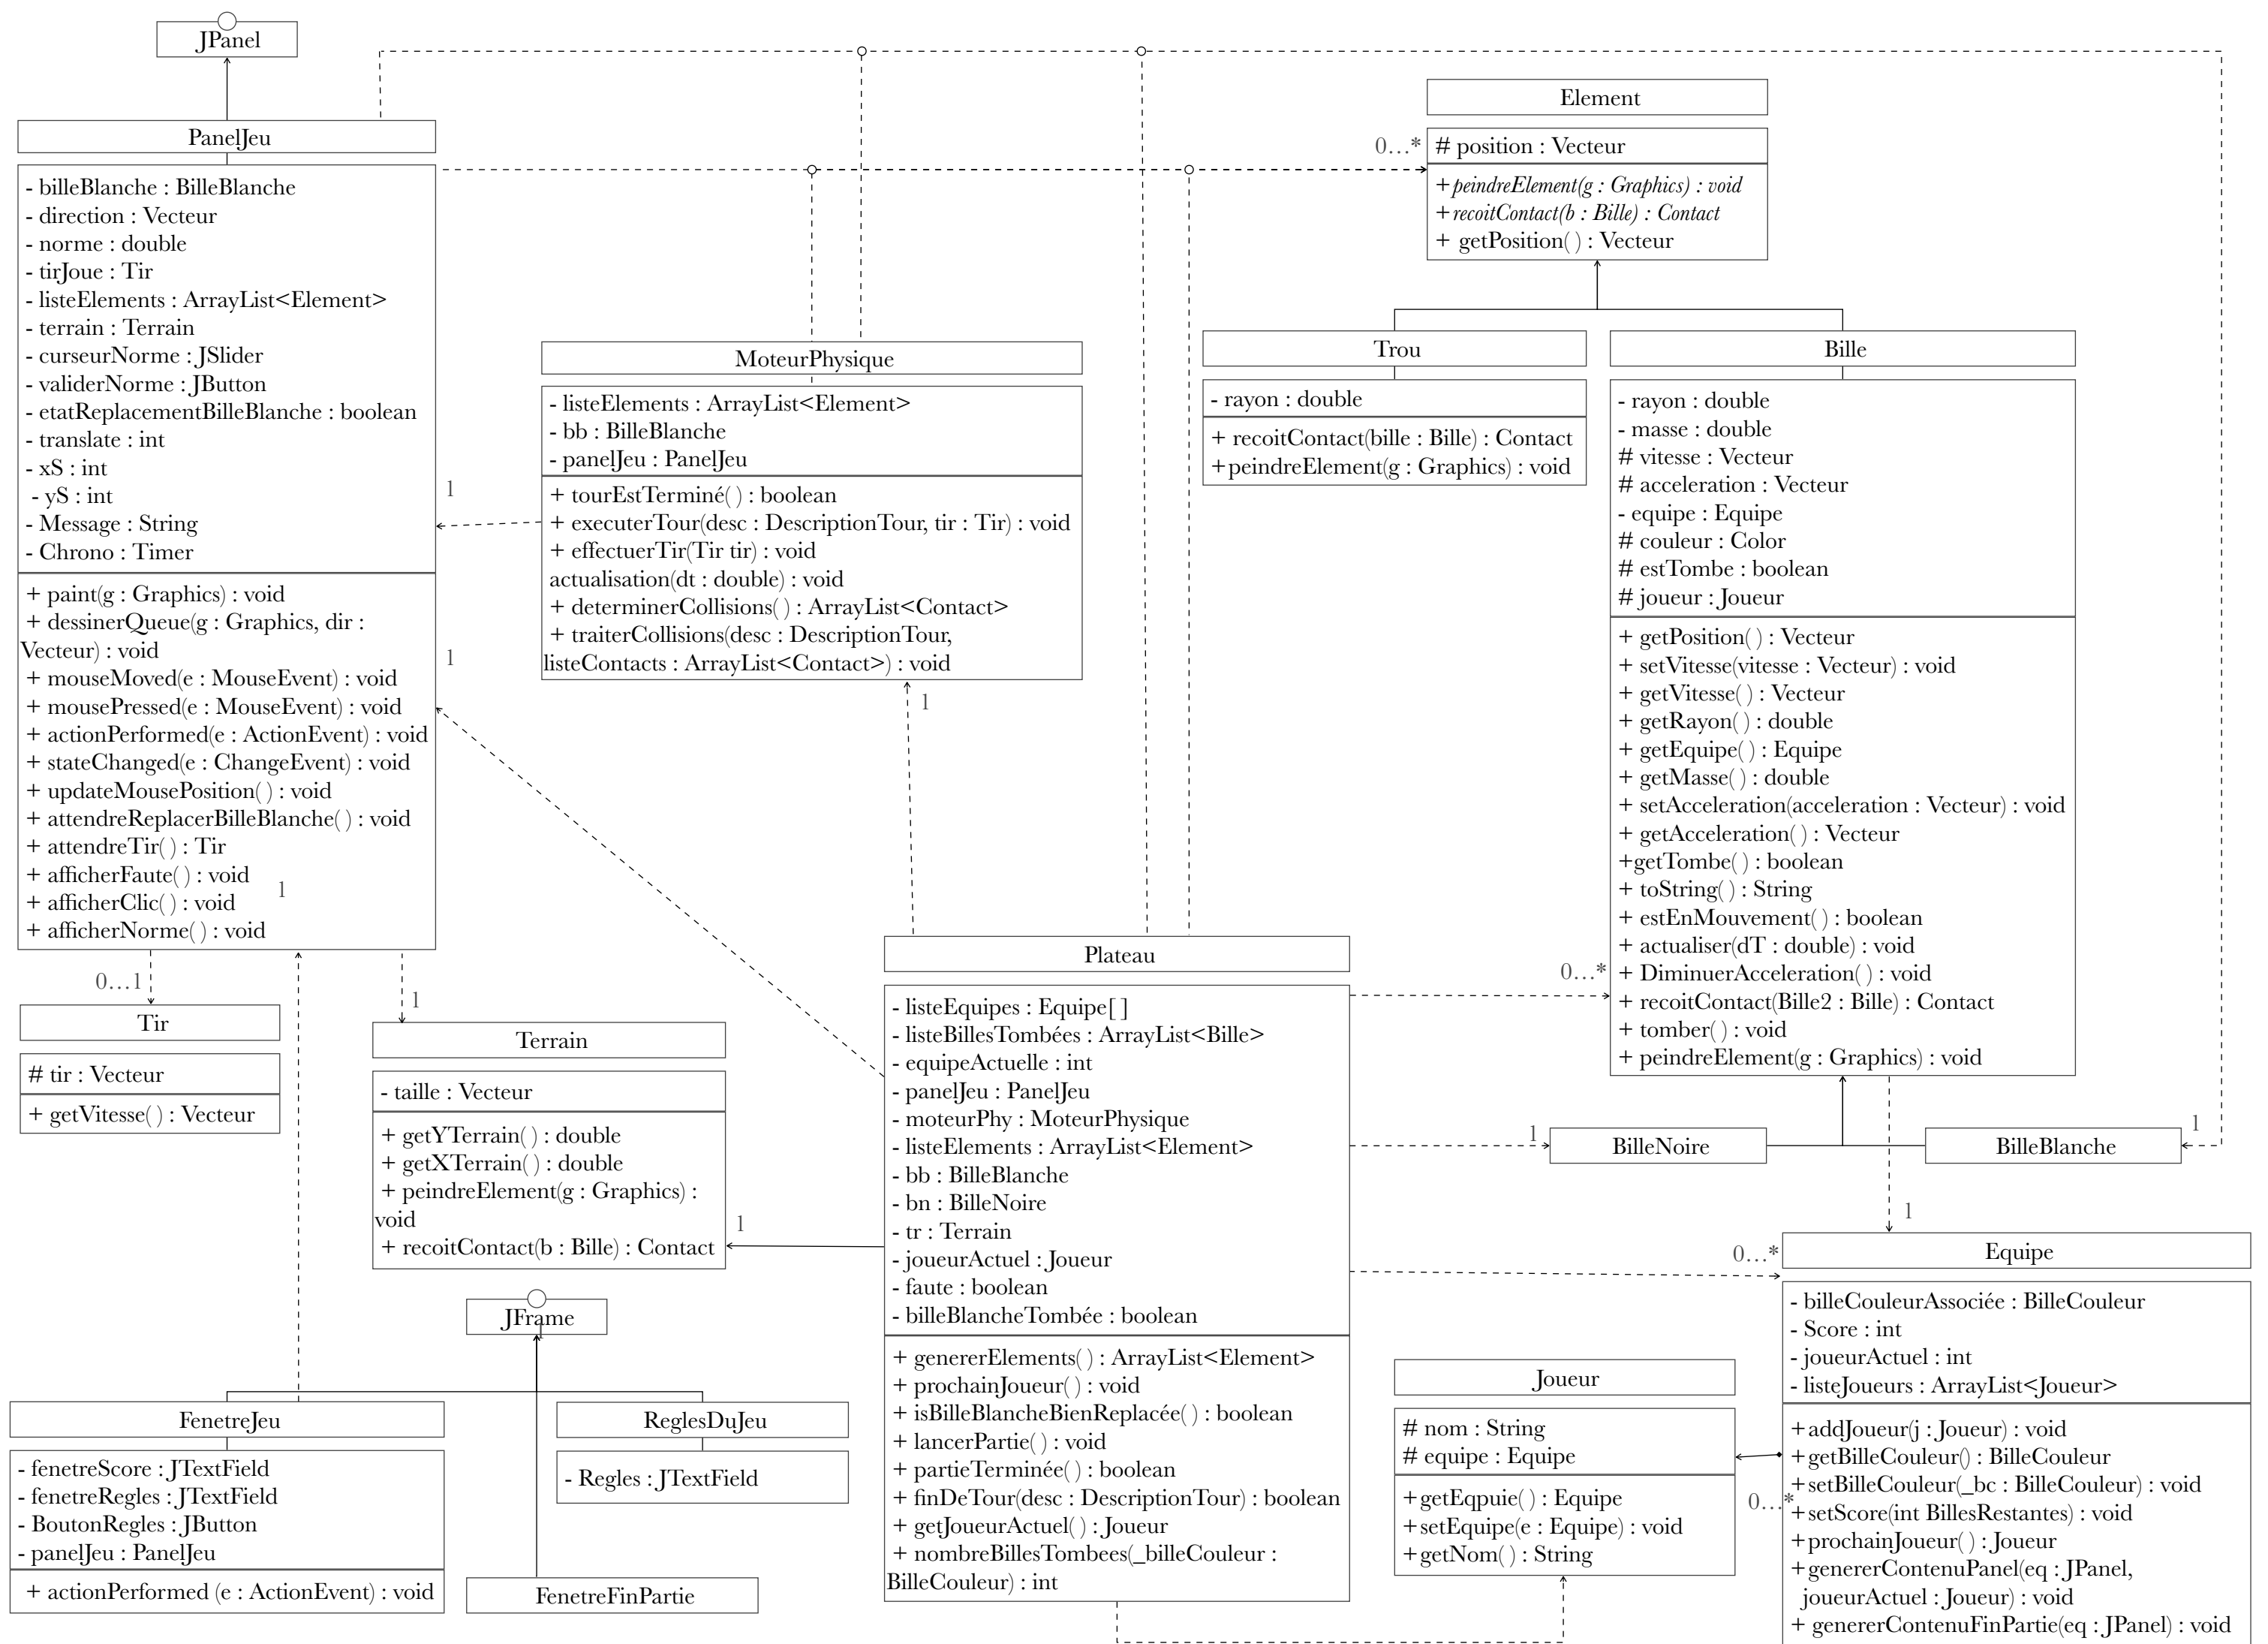 JPanel
PanelJeu
- billeBlanche : BilleBlanche
- direction : Vecteur
- norme : double
- tirJoue : Tir
- listeElements : ArrayList<Element>
- terrain : Terrain
- curseurNorme : JSlider
- validerNorme : JButton
- etatReplacementBilleBlanche : boolean
- translate : int
- xS : int
- yS : int
- Message : String
- Chrono : Timer
+ paint(g : Graphics) : void
+ dessinerQueue(g : Graphics, dir :
Vecteur) : void
+ mouseMoved(e : MouseEvent) : void
+ mousePressed(e : MouseEvent) : void
+ actionPerformed(e : ActionEvent) : void
+ stateChanged(e : ChangeEvent) : void
+ updateMousePosition( ) : void
+ attendreReplacerBilleBlanche( ) : void
+ attendreTir( ) : Tir
+ afficherFaute( ) : void
+ afficherClic( ) : void
+ afficherNorme( ) : void
1
1
1
0…1
1
Tir
# tir : Vecteur
+ getVitesse( ) : Vecteur
Terrain
- taille : Vecteur
+ getYTerrain( ) : double
+ getXTerrain( ) : double
+ peindreElement(g : Graphics) :
void
+ recoitContact(b : Bille) : Contact
1
JFrame
1
FenetreJeu
- fenetreScore : JTextField
- fenetreRegles : JTextField
- BoutonRegles : JButton
- panelJeu : PanelJeu
+ actionPerformed (e : ActionEvent) : void
ReglesDuJeu
- Regles : JTextField
FenetreFinPartie
MoteurPhysique
- listeElements : ArrayList<Element>
- bb : BilleBlanche
- panelJeu : PanelJeu
+ tourEstTerminé( ) : boolean
+ executerTour(desc : DescriptionTour, tir : Tir) : void
+ effectuerTir(Tir tir) : void
actualisation(dt : double) : void
+ determinerCollisions( ) : ArrayList<Contact>
+ traiterCollisions(desc : DescriptionTour,
listeContacts : ArrayList<Contact>) : void
1
Plateau
- listeEquipes : Equipe[ ]
- listeBillesTombées : ArrayList<Bille>
- equipeActuelle : int
- panelJeu : PanelJeu
- moteurPhy : MoteurPhysique
- listeElements : ArrayList<Element>
- bb : BilleBlanche
- bn : BilleNoire
- tr : Terrain
- joueurActuel : Joueur
- faute : boolean
- billeBlancheTombée : boolean
+ genererElements( ) : ArrayList<Element>
+ prochainJoueur( ) : void
+ isBilleBlancheBienReplacée( ) : boolean
+ lancerPartie( ) : void
+ partieTerminée( ) : boolean
+ finDeTour(desc : DescriptionTour) : boolean
+ getJoueurActuel( ) : Joueur
+ nombreBillesTombees(_billeCouleur :
BilleCouleur) : int
Element
0…*
# position : Vecteur
+ peindreElement(g : Graphics) : void
+ recoitContact(b : Bille) : Contact
+ getPosition( ) : Vecteur
Trou
- rayon : double
+ recoitContact(bille : Bille) : Contact
+peindreElement(g : Graphics) : void
Bille
- rayon : double
- masse : double
# vitesse : Vecteur
# acceleration : Vecteur
- equipe : Equipe
# couleur : Color
# estTombe : boolean
# joueur : Joueur
+ getPosition( ) : Vecteur
+ setVitesse(vitesse : Vecteur) : void
+ getVitesse( ) : Vecteur
+ getRayon( ) : double
+ getEquipe( ) : Equipe
+ getMasse( ) : double
+ setAcceleration(acceleration : Vecteur) : void
+ getAcceleration( ) : Vecteur
+getTombe( ) : boolean
+ toString( ) : String
+ estEnMouvement( ) : boolean
+ actualiser(dT : double) : void
+ DiminuerAcceleration( ) : void
+ recoitContact(Bille2 : Bille) : Contact
+ tomber( ) : void
+ peindreElement(g : Graphics) : void
0…*
1
BilleNoire
BilleBlanche
1
1
0…*
Equipe
- billeCouleurAssociée : BilleCouleur
- Score : int
- joueurActuel : int
- listeJoueurs : ArrayList<Joueur>
+addJoueur(j : Joueur) : void
+getBilleCouleur() : BilleCouleur
+setBilleCouleur(_bc : BilleCouleur) : void
+setScore(int BillesRestantes) : void
+prochainJoueur( ) : Joueur
+genererContenuPanel(eq : JPanel,
joueurActuel : Joueur) : void
+ genererContenuFinPartie(eq : JPanel) : void
Joueur
# nom : String
# equipe : Equipe
+getEqpuie( ) : Equipe
+setEquipe(e : Equipe) : void
+getNom( ) : String
0…*